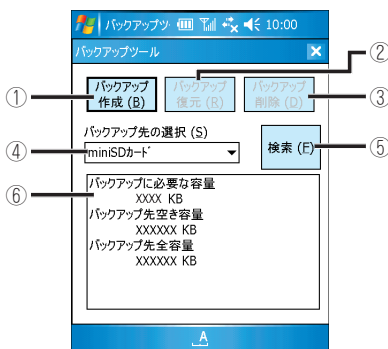 バックアップツ 10:00
バックアップツール
②
バックアップ
作成 (B)
バックアップ
復元 (R)
バックアップ
削除 (D)
①
③
バックアップ先の選択 (S)
④
miniSDカード
検索 (F)
⑤
⑥
バックアップに必要な容量
XXXX KB
バックアップ先空き容量
XXXXXX KB
バックアップ先全容量
XXXXXX KB
A